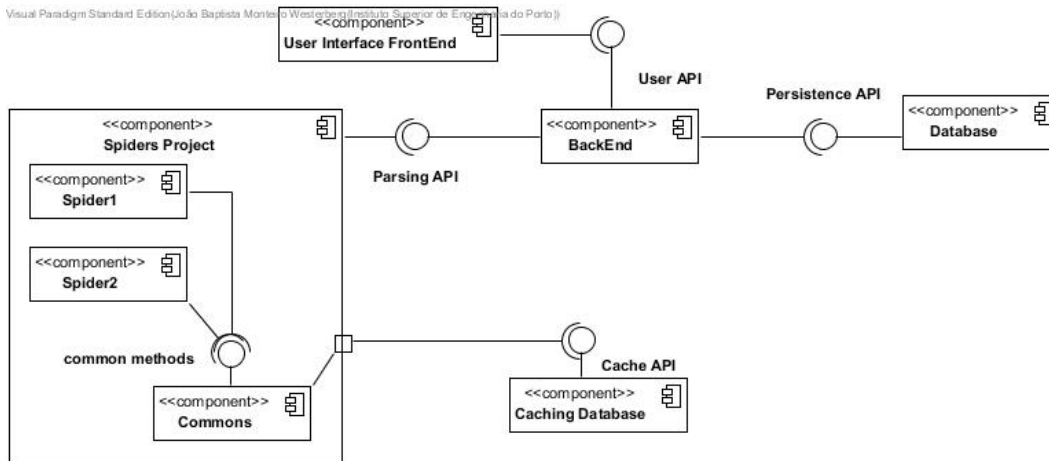 Visual Paradigm Standard Edition(João Baptista Monteiro Westerberg(Instituto Superior de Engenharia do Porto))
<<component>>
User Interface FrontEnd
User API
Persistence API
<<component>>
Spiders Project
<<component>>
BackEnd
<<component>>
Database
Parsing API
<<component>>
Spider1
<<component>>
Spider2
common methods
Cache API
<<component>>
Commons
<<component>>
Caching Database